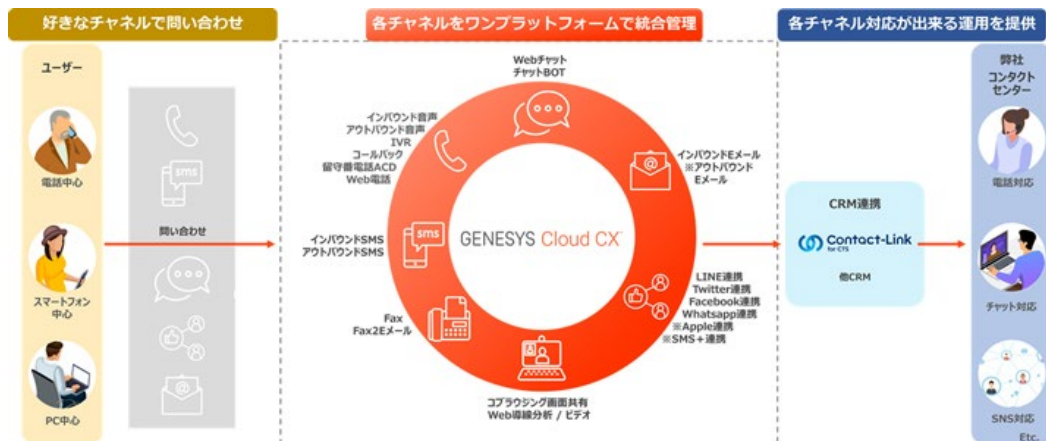 好きなチャネルで問い合わせ
各チャネルをワンプラットフォームで統合管理
各チャネル対応が出来る運用を提供
ユーザー
電話中心
スマートフォン
中心
PC中心
sms
問い合わせ
Webチャット
チャットBOT
インバウンド音声
アウトバウンド音声
IVR
コールバック
留守番電話ACD
Web電話
インバウンドEメール
※アウトバウンド
Eメール
インバウンドSMS
アウトバウンドSMS
sms
GENESYS Cloud CX™
LINE連携
Twitter連携
Facebook連携
Whatsapp連携
※Apple連携
※SMS＋連携
Fax
Fax2Eメール
コブラウジング画面共有
Web導線分析 / ビデオ
CRM連携
Contact-Link
for CTS
他CRM
弊社
コンタクト
センター
電話対応
チャット対応
SNS対応
Etc.